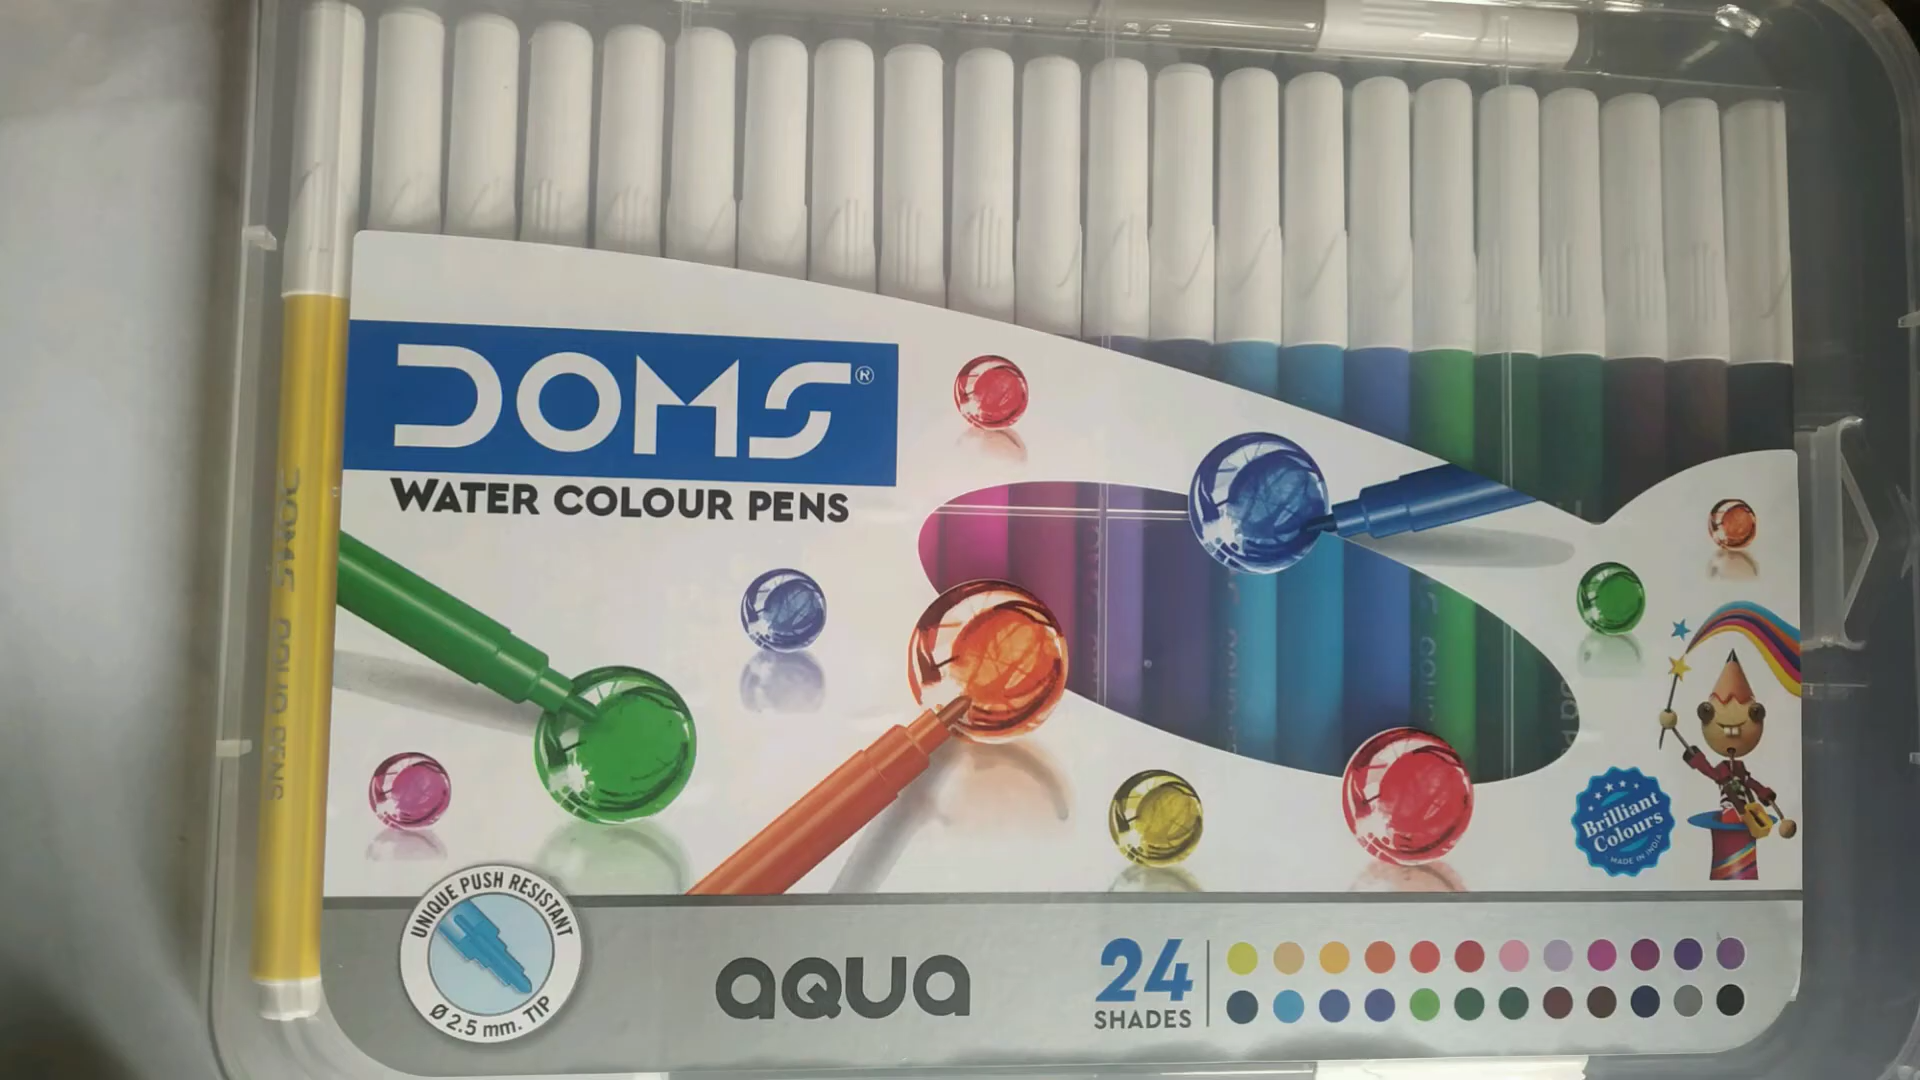 DOMS®
WATER COLOUR PENS
DOMS COLOUR PENS
Brilliant
Colours
MADE IN INDIA
UNIQUE PUSH RESISTANT
Ø 2.5 mm. TIP
aQUa
24
SHADES